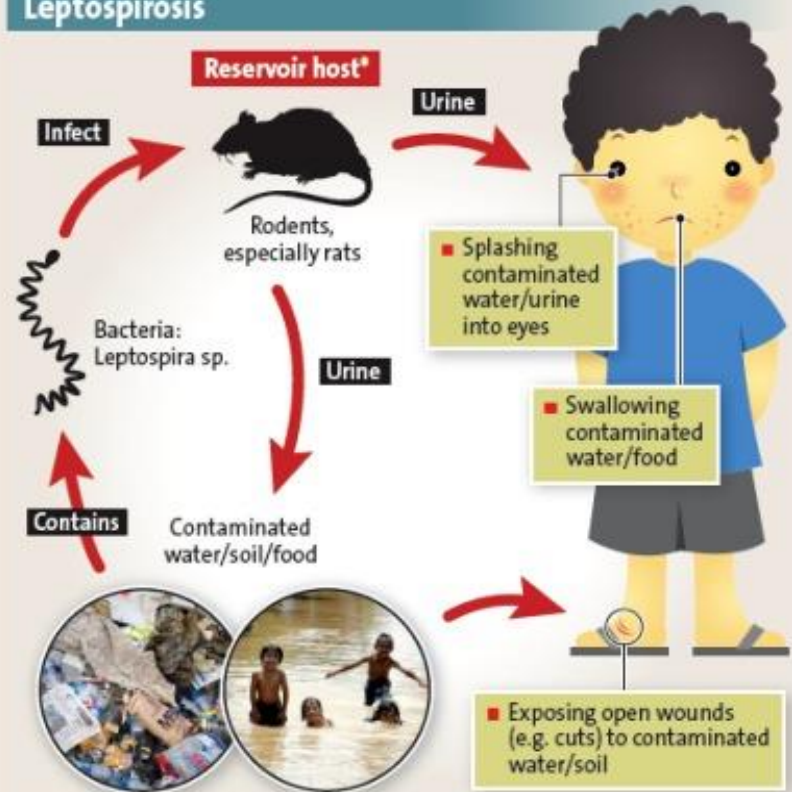 Leptospirosis
Reservoir host*
Urine
Infect
Rodents,
especially rats
Splashing
contaminated
water/urine
into eyes
Bacteria:
Leptospira sp.
Urine
Swallowing
contaminated
water/food
Contains
Contaminated
water/soil/food
Exposing open wounds
(e.g. cuts) to contaminated
water/soil